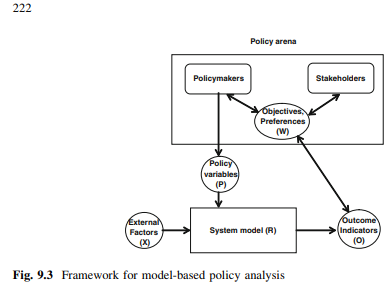 222
Policy arena
Policymakers
Stakeholders
Objectives,
Preferences
(W)
Policy
variables
(P)
External
Factors
(X)
System model (R)
Outcome
Indicators
(O)
Fig. 9.3 Framework for model-based policy analysis